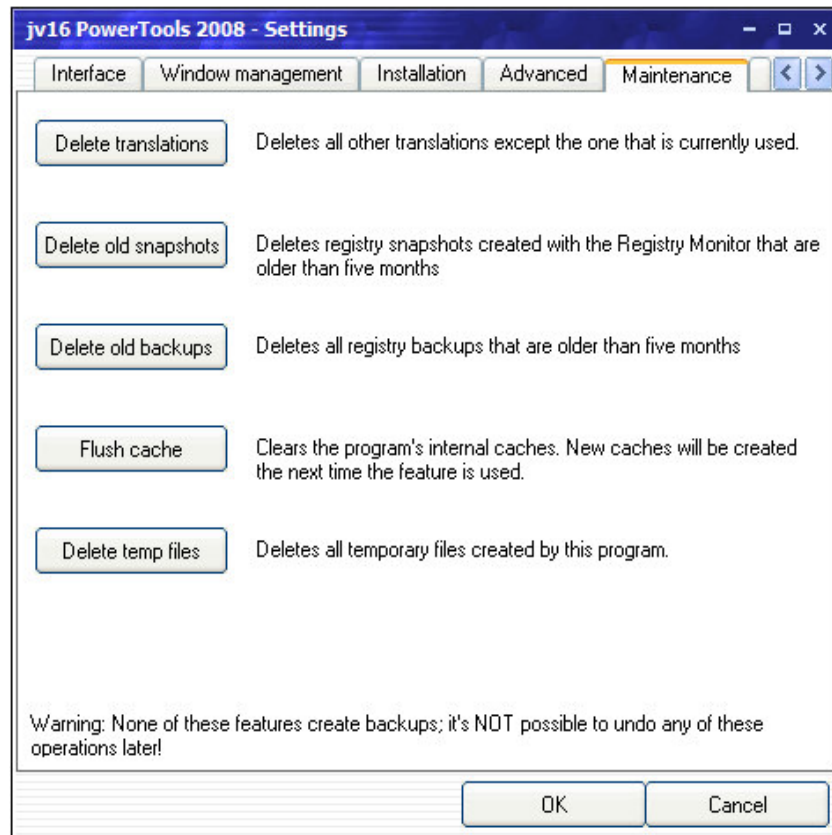 jv16 PowerTools 2008 - Settings
Interface
Window management
Installation
Advanced
Maintenance
Delete translations
Deletes all other translations except the one that is currently used.
Delete old snapshots
Deletes registry snapshots created with the Registry Monitor that are
older than five months
Delete old backups
Deletes all registry backups that are older than five months
Flush cache
Clears the program's internal caches. New caches will be created
the next time the feature is used.
Delete temp files
Deletes all temporary files created by this program.
Warning: None of these features create backups; it's NOT possible to undo any of these
operations later!
OK
Cancel